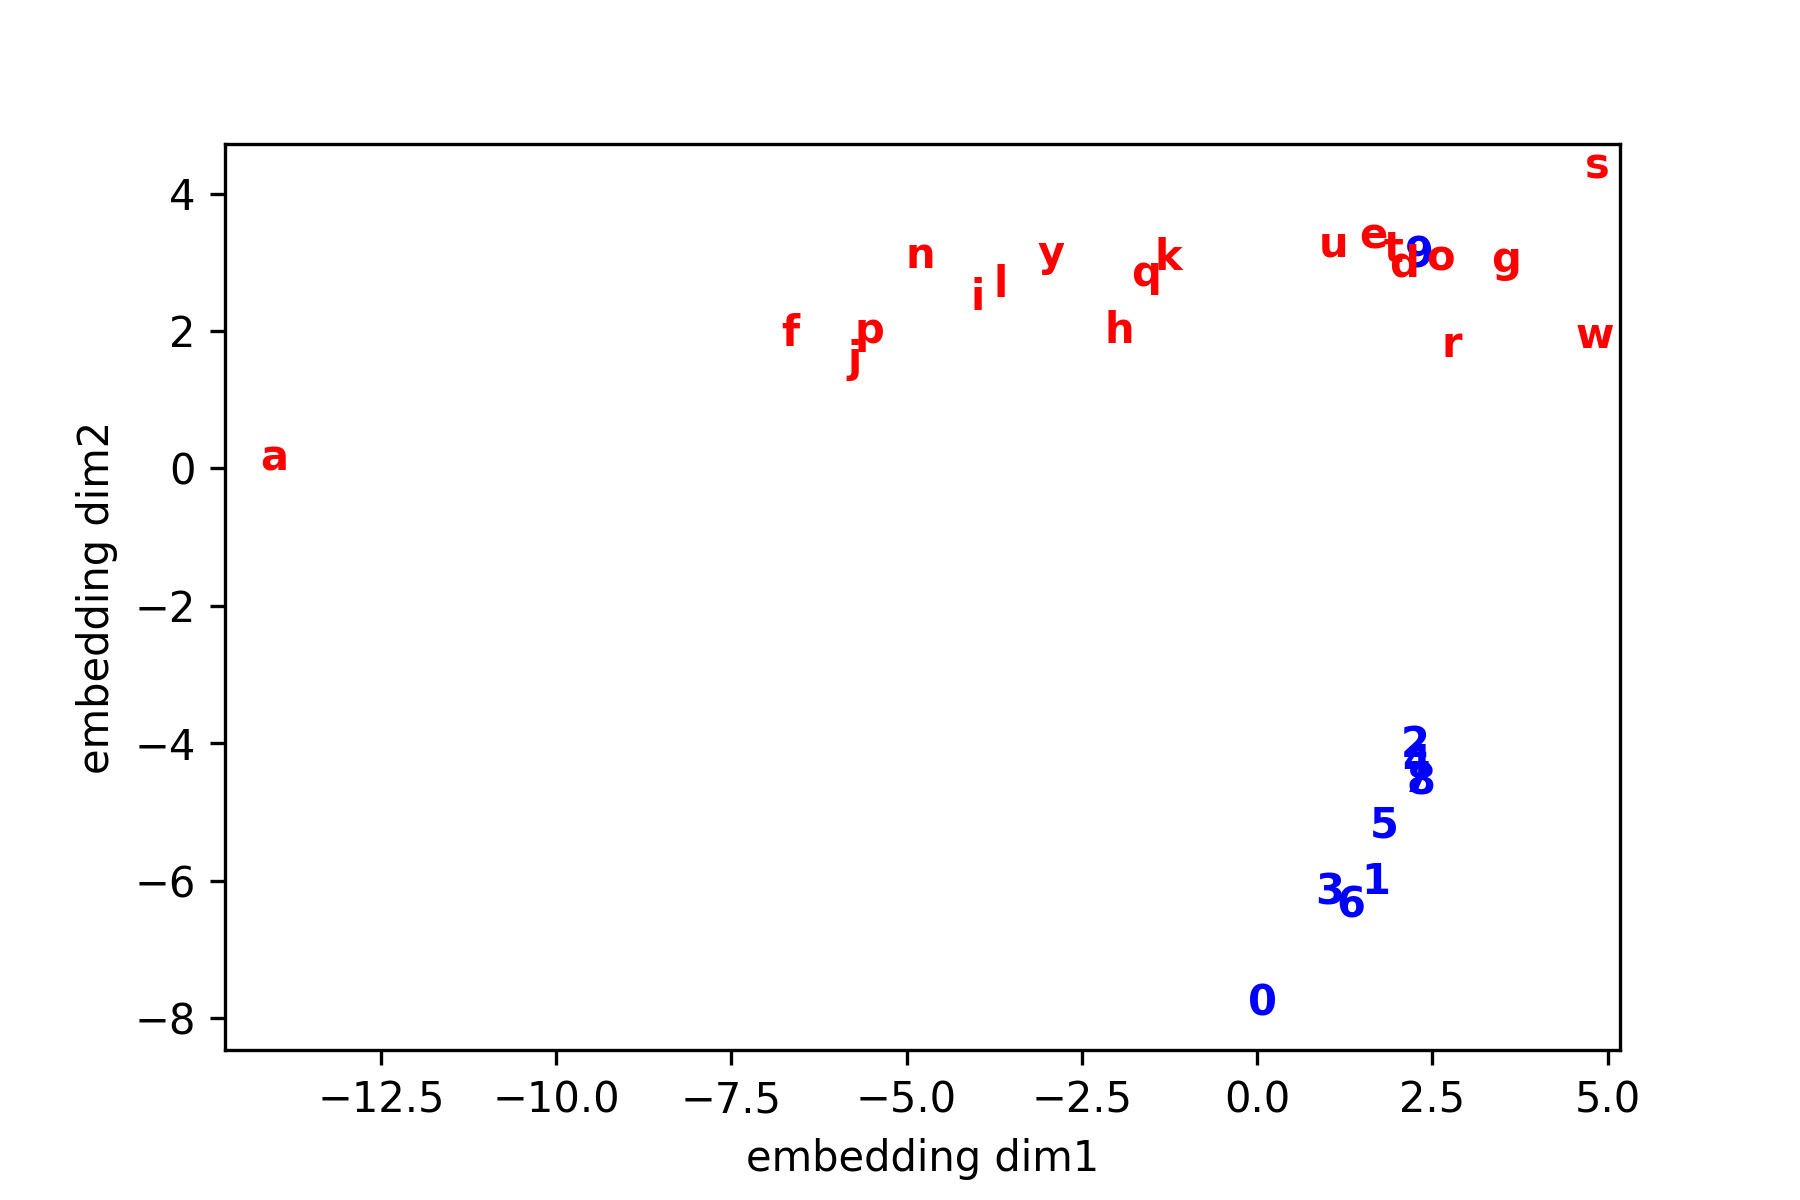 s
4
n y k u e t 9 o g
i l q d
f p h r w
2 j
a
0
embedding dim2
−2
2
−4 4
7
8
5
−6 3 6 1
0
−8
−12.5 −10.0 −7.5 −5.0 −2.5 0.0 2.5 5.0
embedding dim1